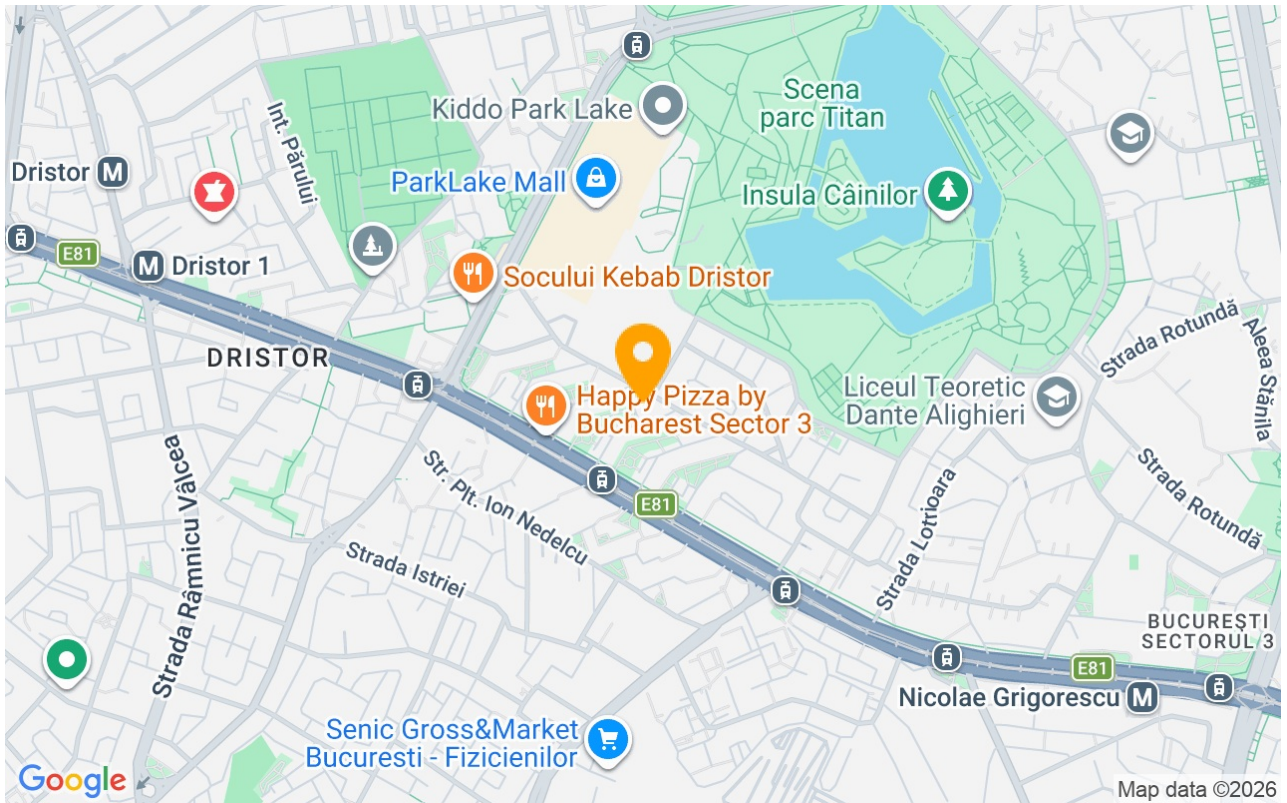 Kiddo Park Lake
Scena
parc Titan
Int. Părului
Dristor M
ParkLake Mall
Insula Câinilor
E81
M Dristor 1
Socului Kebab Dristor
Strada Rotundă
Aleea Stănila
DRISTOR
Happy Pizza by
Bucharest Sector 3
Liceul Teoretic
Dante Alighieri
Strada Râmnicu Vâlcea
Str. Plt. Ion Nedelcu
E81
Strada Lotrioara
Strada Rotundă
Strada Istriei
BUCUREȘTI
SECTORUL 3
E81
Nicolae Grigorescu M
Senic Gross&Market
Bucuresti - Fizicienilor
Google
Map data ©2026